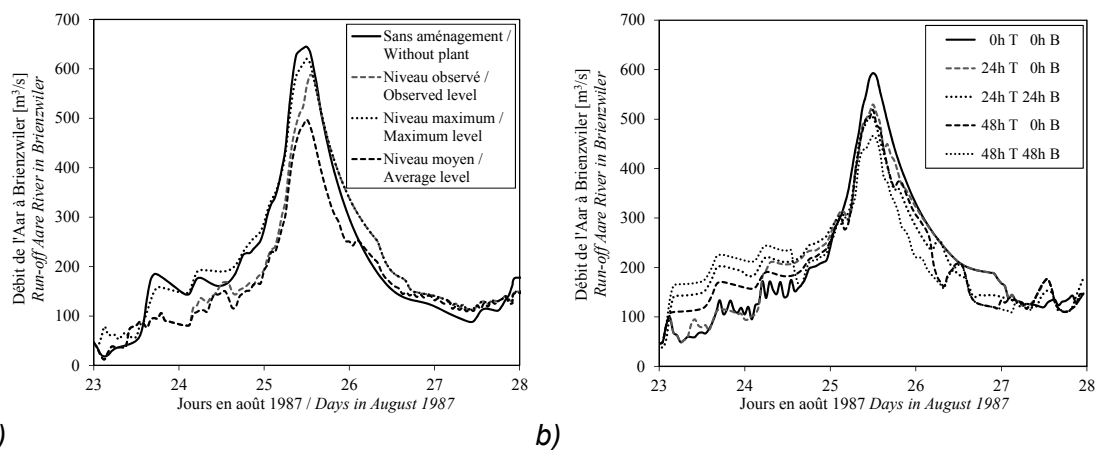 700
600
500
400
300
200
100
0
Débit de l'Aar à Brienzwiler [m³/s]
Run-off Aare River in Brienzwiler
Sans aménagement /
Without plant
Niveau observé /
Observed level
Niveau maximum /
Maximum level
Niveau moyen /
Average level
23 24 25 26 27 28
Jours en août 1987 / Days in August 1987
)
700
600
500
400
300
200
100
0
Débit de l'Aar à Brienzwiler [m³/s]
Run-off Aare River in Brienzwiler
0h T 0h B
24h T 0h B
24h T 24h B
48h T 0h B
48h T 48h B
23 24 25 26 27 28
Jours en août 1987 Days in August 1987
b)